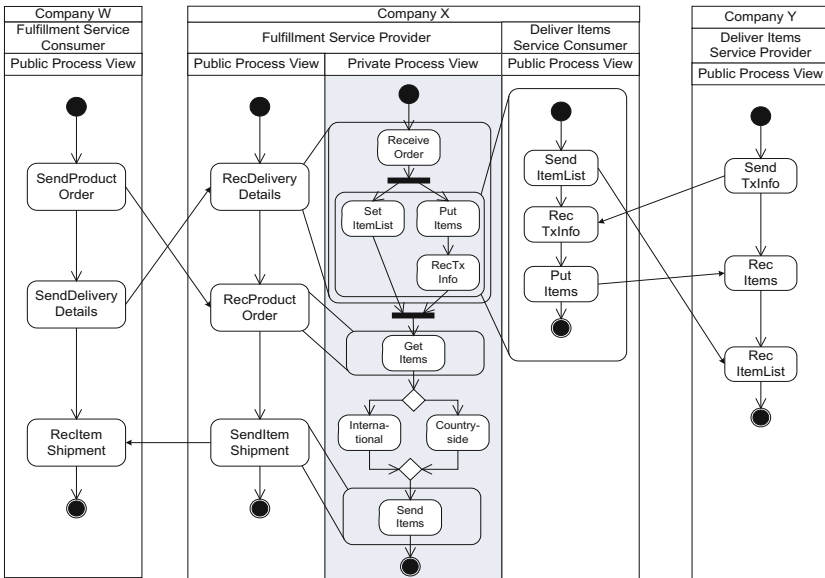 Company W
Fulfillment Service
Consumer
Public Process View
SendProduct
Order
SendDelivery
Details
RecItem
Shipment
Company X
Fulfillment Service Provider
Public Process View
RecDelivery
Details
RecProduct
Order
SendItem
Shipment
Private Process View
Receive
Order
Set
ItemList
Put
Items
RecTx
Info
Get
Items
Interna-
tional
Country-
side
Send
Items
Deliver Items
Service Consumer
Public Process View
Send
ItemList
Rec
TxInfo
Put
Items
Company Y
Deliver Items
Service Provider
Public Process View
Send
TxInfo
Rec
Items
Rec
ItemList